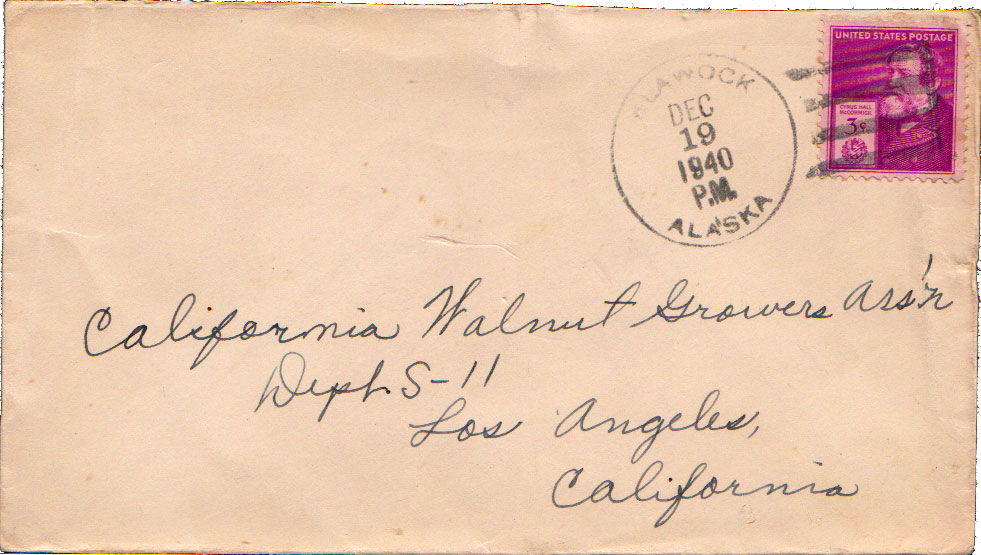 UNITED STATES POSTAGE
CYRUS HALL
McCORMICK
3¢
KLAWOCK
DEC
19
1940
P.M.
ALASKA
California Walnut Growers Ass'n
Dept. S-11
Los Angeles,
California